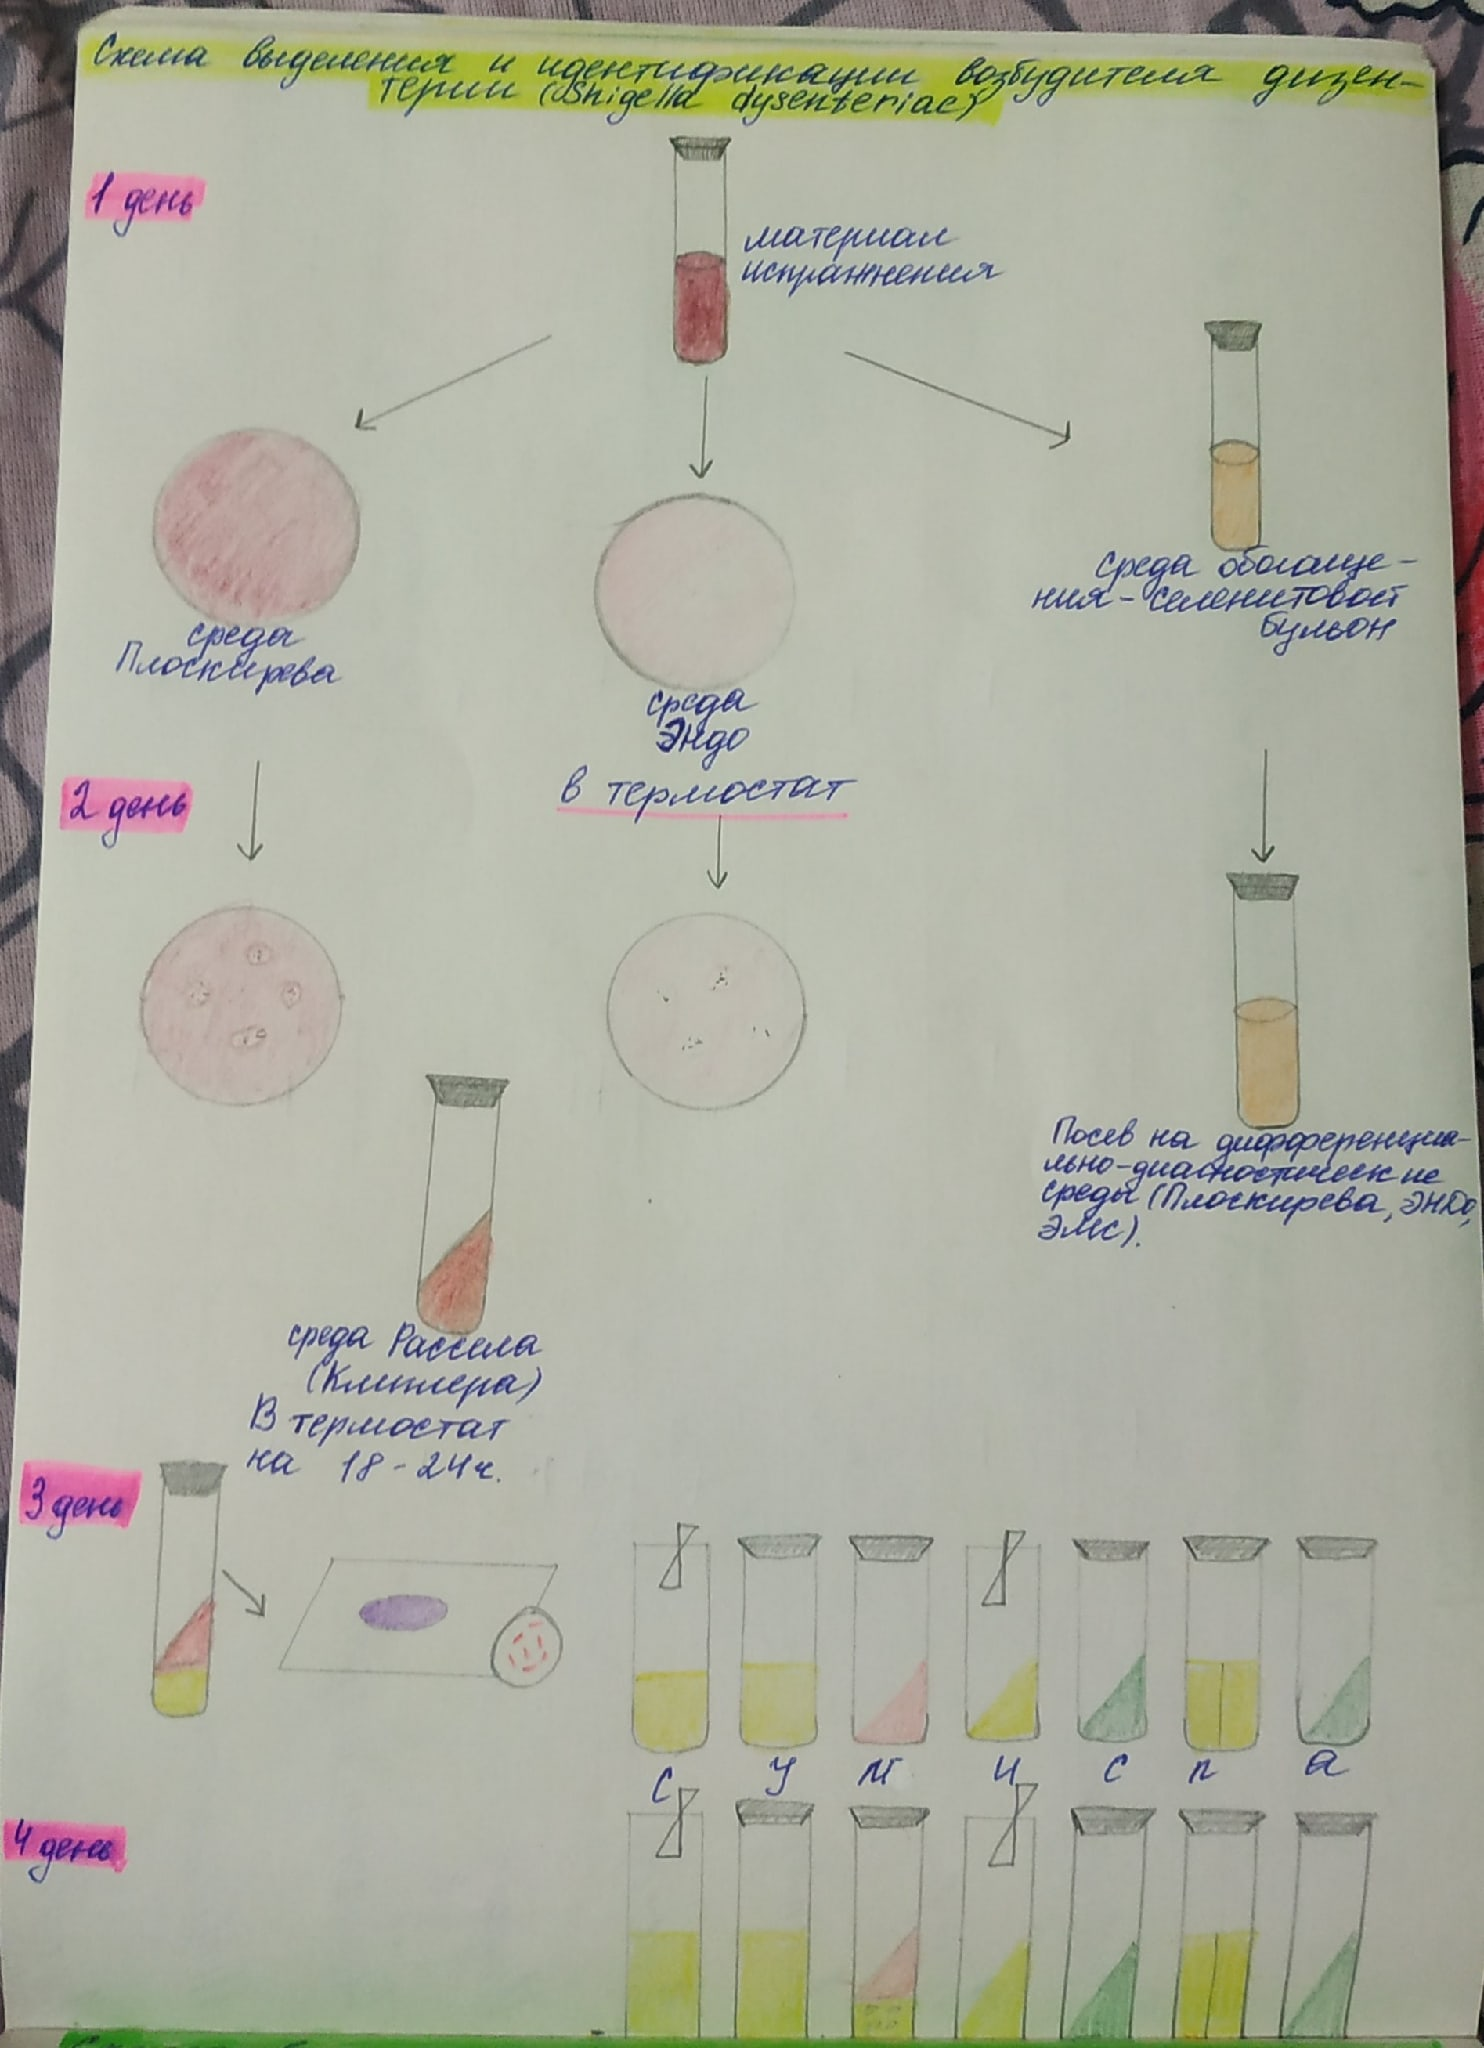 Схема выделения и идентификации возбудителя дизен-
терии (Shigella dysenteriae)
1 день
материал
испражнения
среда
Плоскирева
среда
Эндо
среда обогаще-
ния - селенитовый
бульон
2 день
в термостат
Посев на дифференциа-
льно-диагностические
среды (Плоскирева, Эндо,
ЭМС).
среда Рассела
(Клиглера)
В термостат
на 18-24ч.
3 день
С У М И С п а
4 день